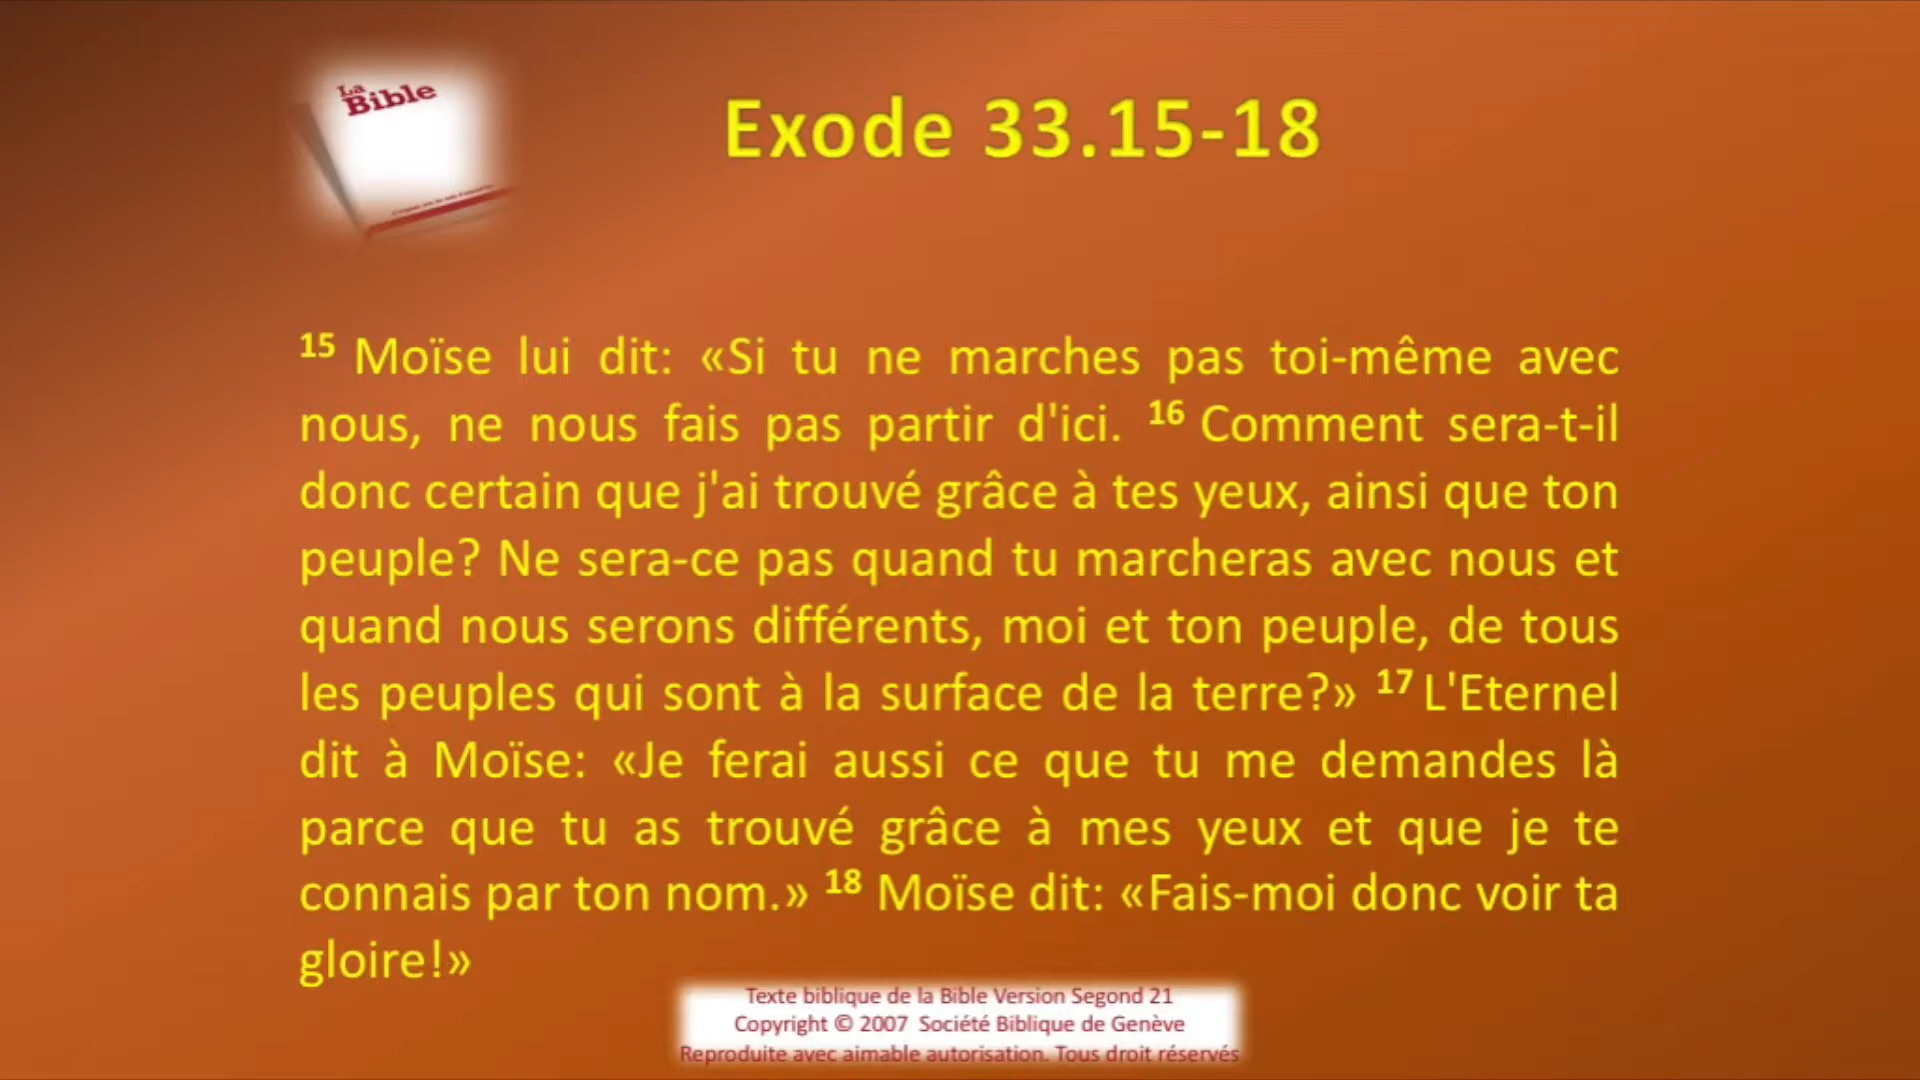 La
Bible
Exode 33.15-18
15 Moïse lui dit: «Si tu ne marches pas toi-même avec
nous, ne nous fais pas partir d'ici. 16 Comment sera-t-il
donc certain que j'ai trouvé grâce à tes yeux, ainsi que ton
peuple? Ne sera-ce pas quand tu marcheras avec nous et
quand nous serons différents, moi et ton peuple, de tous
les peuples qui sont à la surface de la terre?» 17 L'Eternel
dit à Moïse: «Je ferai aussi ce que tu me demandes là
parce que tu as trouvé grâce à mes yeux et que je te
connais par ton nom.» 18 Moïse dit: «Fais-moi donc voir ta
gloire!»
Texte biblique de la Bible Version Segond 21
Copyright © 2007 Société Biblique de Genève
Reproduite avec aimable autorisation. Tous droit réservés